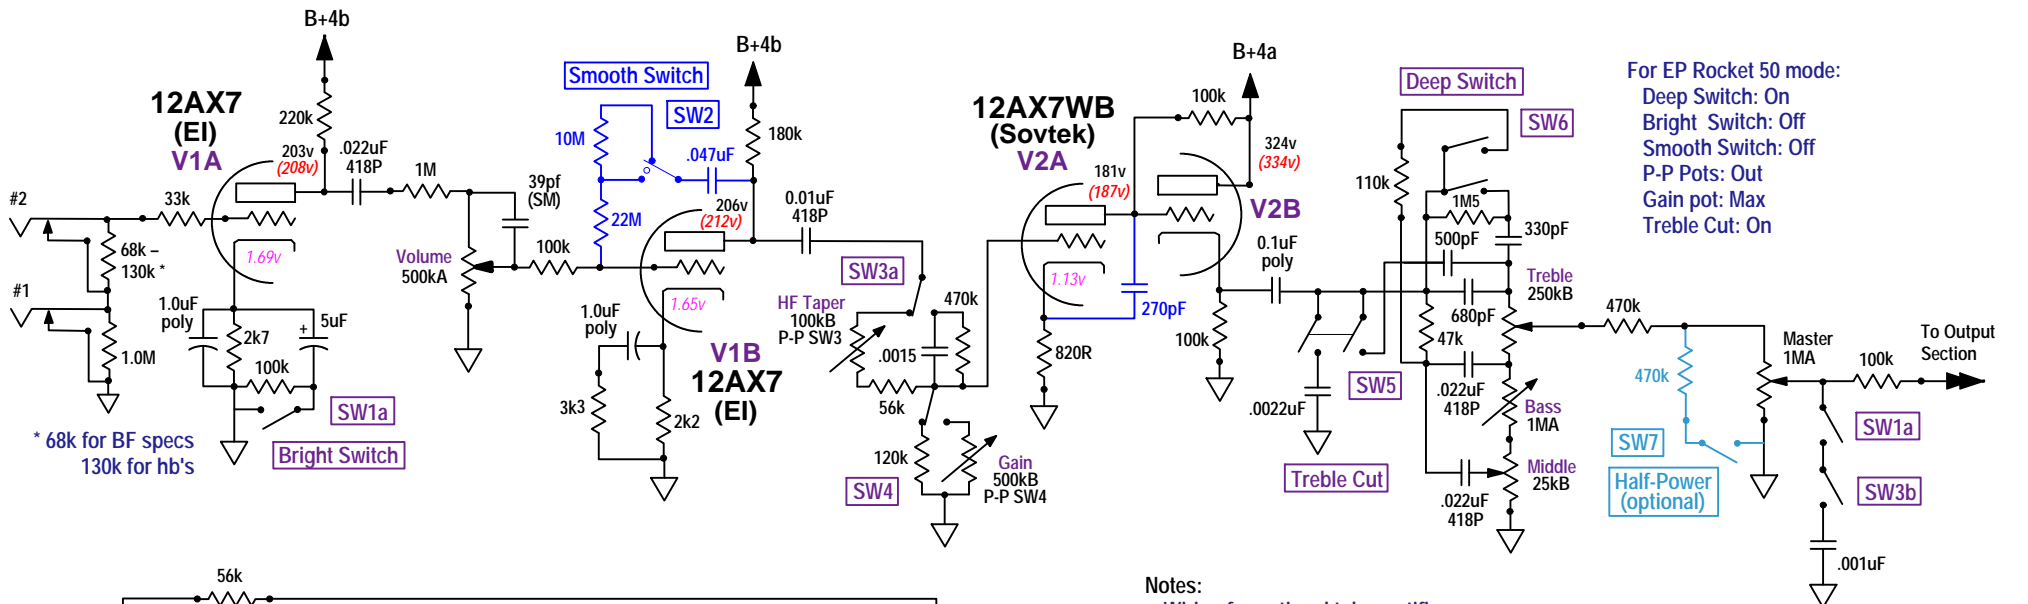 B+4b
12AX7
(EI)
V1A
220k
203v
(208v)
.022uF
418P
1M
39pf
(SM)
#2
33k
68k –
130k *
#1
1.0M
1.69v
1.0uF
poly
2k7
5uF
+
100k
SW1a
Bright Switch
* 68k for BF specs
130k for hb's
Volume
500kA
100k
Smooth Switch
SW2
10M
.047uF
22M
B+4b
180k
206v
(212v)
1.65v
1.0uF
poly
3k3
2k2
V1B
12AX7
(EI)
0.01uF
418P
SW3a
HF Taper
100kB
P-P SW3
470k
.0015
56k
120k
SW4
Gain
500kB
P-P SW4
12AX7WB
(Sovtek)
V2A
181v
(187v)
1.13v
270pF
820R
B+4a
100k
324v
(334v)
V2B
100k
0.1uF
poly
.0022uF
Treble Cut
SW5
Deep Switch
SW6
110k
1M5
500pF
330pF
680pF
47k
Treble
250kB
.022uF
418P
Bass
1MA
Middle
25kB
.022uF
418P
For EP Rocket 50 mode:
Deep Switch: On
Bright Switch: Off
Smooth Switch: Off
P-P Pots: Out
Gain pot: Max
Treble Cut: On
470k
470k
SW7
Half-Power
(optional)
Master
1MA
100k
To Output
Section
SW1a
SW3b
.001uF
56k
Notes: